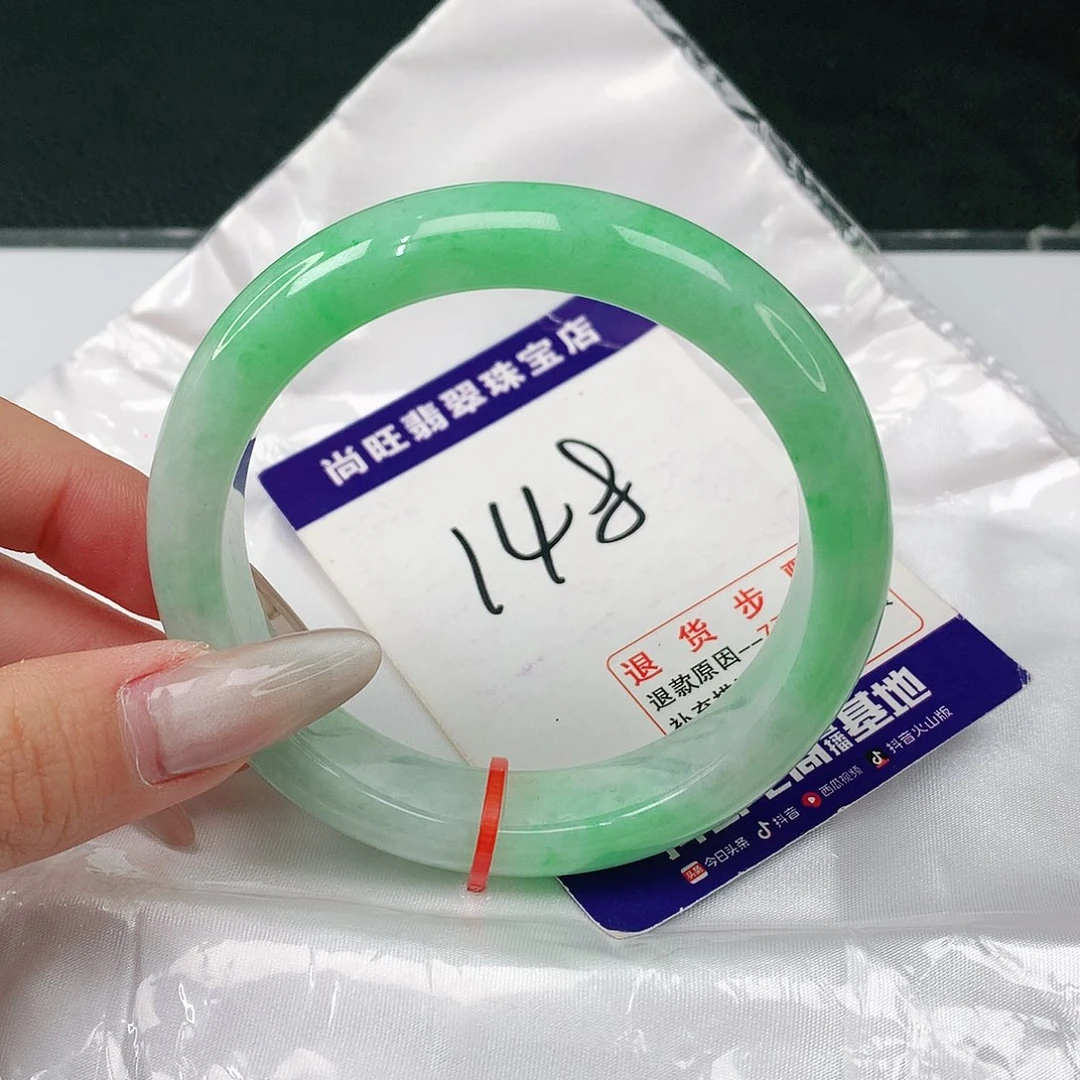 尚旺翡翠珠宝店
148
退货步
退款原因--7
基地
今日头条 抖音 西瓜视频 抖音火山版